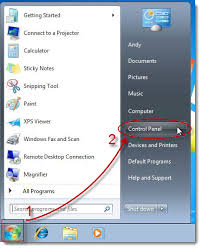 Getting Started
Connect to a Projector
Calculator
Sticky Notes
Snipping Tool
Paint
XPS Viewer
Windows Fax and Scan
Remote Desktop Connection
Magnifier
All Programs
Search programs and files
1
2
Andy
Documents
Pictures
Music
Computer
Control Panel
Devices and Printers
Default Programs
Help and Support
Shut down